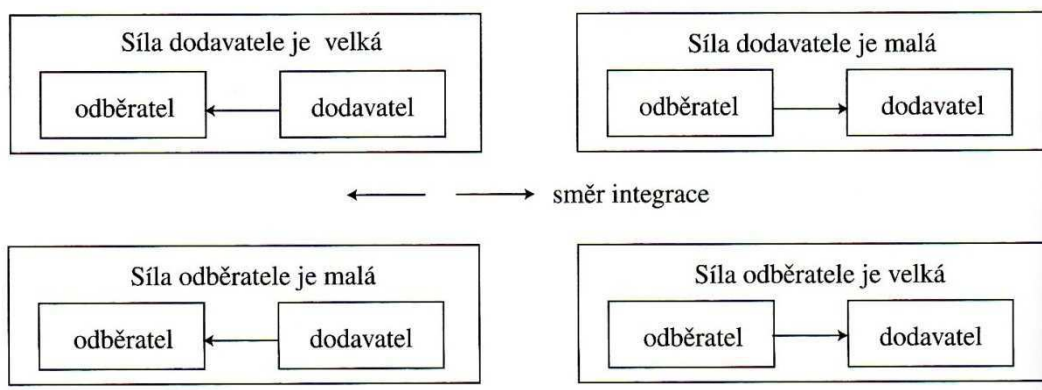 Síla dodavatele je velká
odběratel dodavatel
Síla dodavatele je malá
odběratel dodavatel
směr integrace
Síla odběratele je malá
odběratel dodavatel
Síla odběratele je velká
odběratel dodavatel